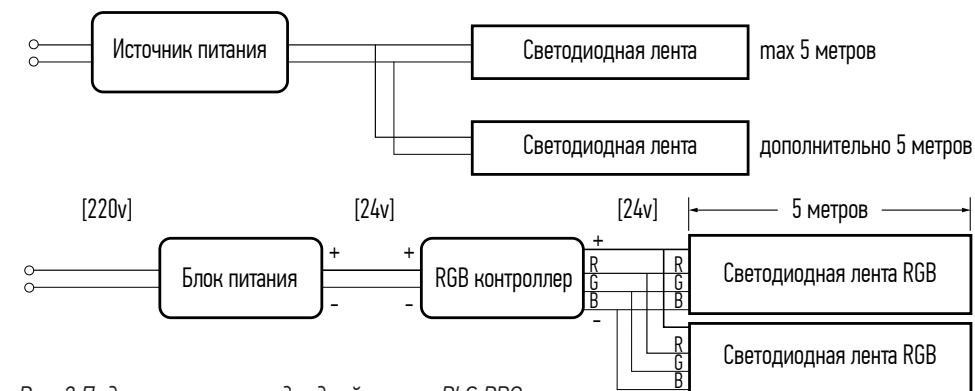 Источник питания
Светодиодная лента
max 5 метров
Светодиодная лента
дополнительно 5 метров
[220v]
[24v]
[24v]
5 метров
Блок питания
+
-
+
-
RGB контроллер
+
R
G
B
-
R
G
B
Светодиодная лента RGB
R
G
B
Светодиодная лента RGB